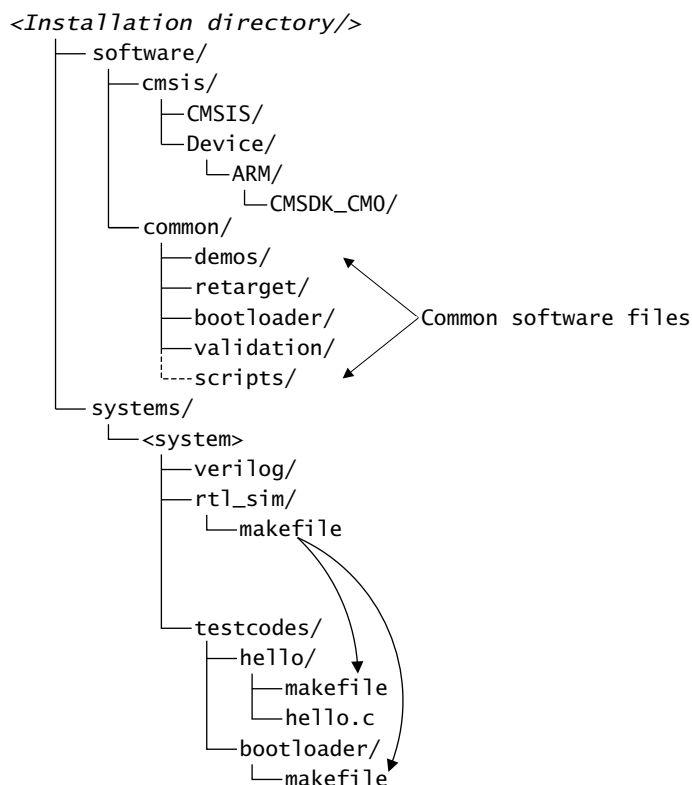 <Installation directory/>
software/
cmsis/
CMSIS/
Device/
ARM/
CMSDK_CM0/
common/
demos/
retarget/
bootloader/
Common software files
validation/
scripts/
systems/
<system>
verilog/
rtl_sim/
makefile
testcodes/
hello/
makefile
hello.c
bootloader/
makefile